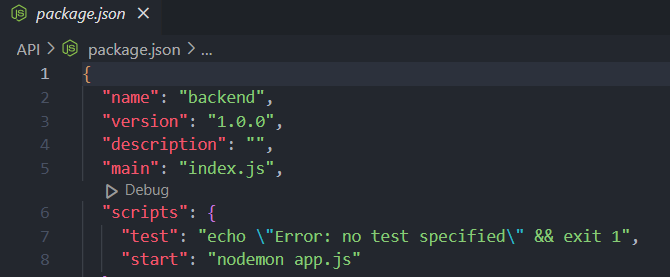 package.json
API > package.json > ...
1 {
2 "name": "backend",
3 "version": "1.0.0",
4 "description": "",
5 "main": "index.js",
Debug
6 "scripts": {
7 "test": "echo \"Error: no test specified\" && exit 1",
8 "start": "nodemon app.js"